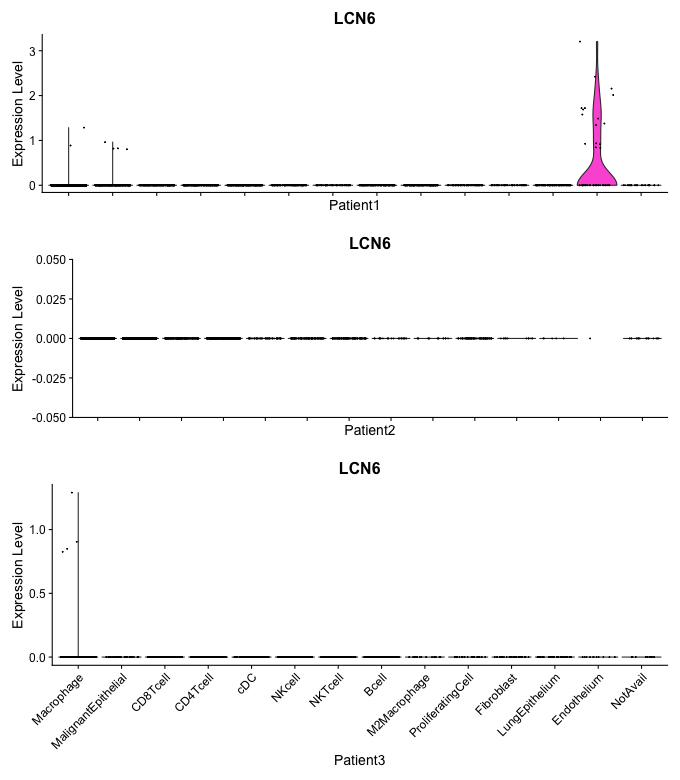 LCN6
Expression Level
3
2
1
0
Patient1
LCN6
Expression Level
0.050
0.025
0.000
-0.025
-0.050
Patient2
LCN6
Expression Level
1.0
0.5
0.0
Macrophage
MalignantEpithelial
CD8Tcell
CD4Tcell
cDC
NKcell
NKTcell
Bcell
M2Macrophage
ProliferatingCell
Fibroblast
LungEpithelium
Endothelium
NotAvail
Patient3